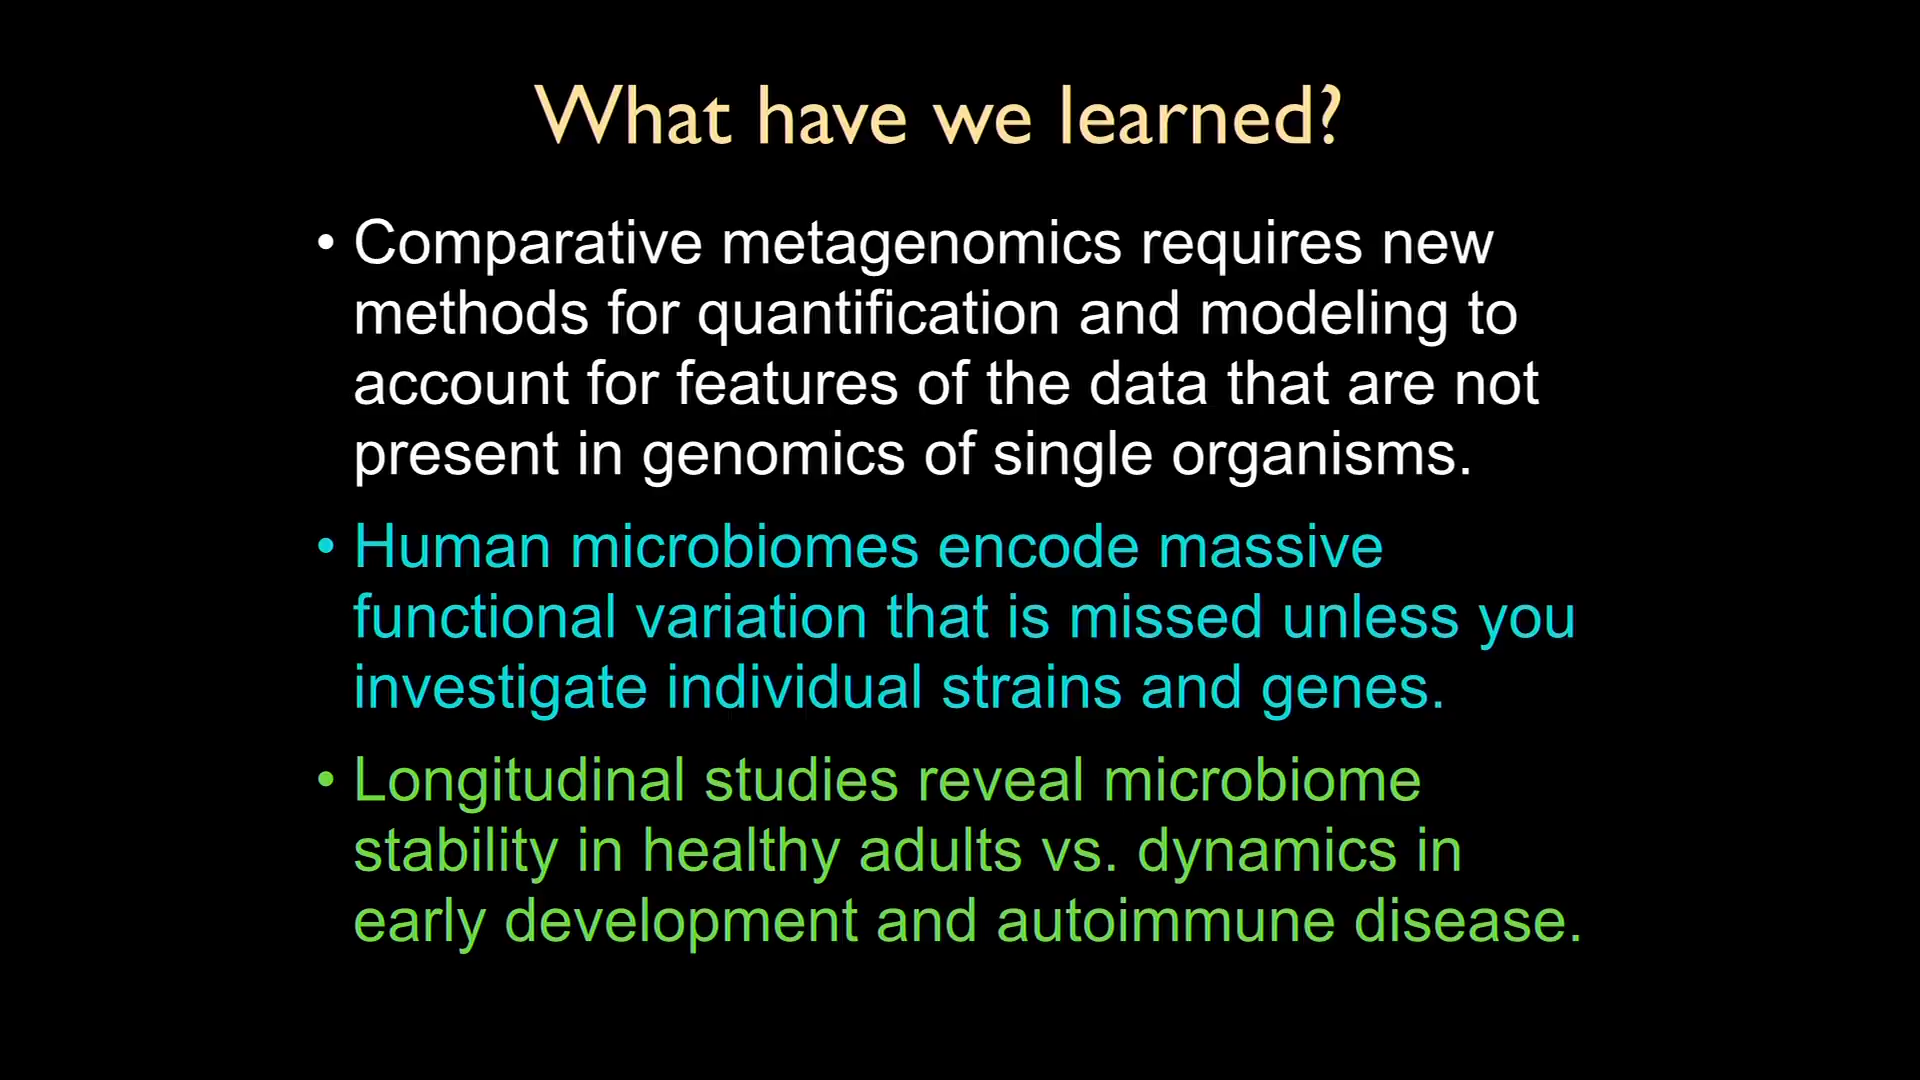 What have we learned?
• Comparative metagenomics requires new
methods for quantification and modeling to
account for features of the data that are not
present in genomics of single organisms.
• Human microbiomes encode massive
functional variation that is missed unless you
investigate individual strains and genes.
• Longitudinal studies reveal microbiome
stability in healthy adults vs. dynamics in
early development and autoimmune disease.